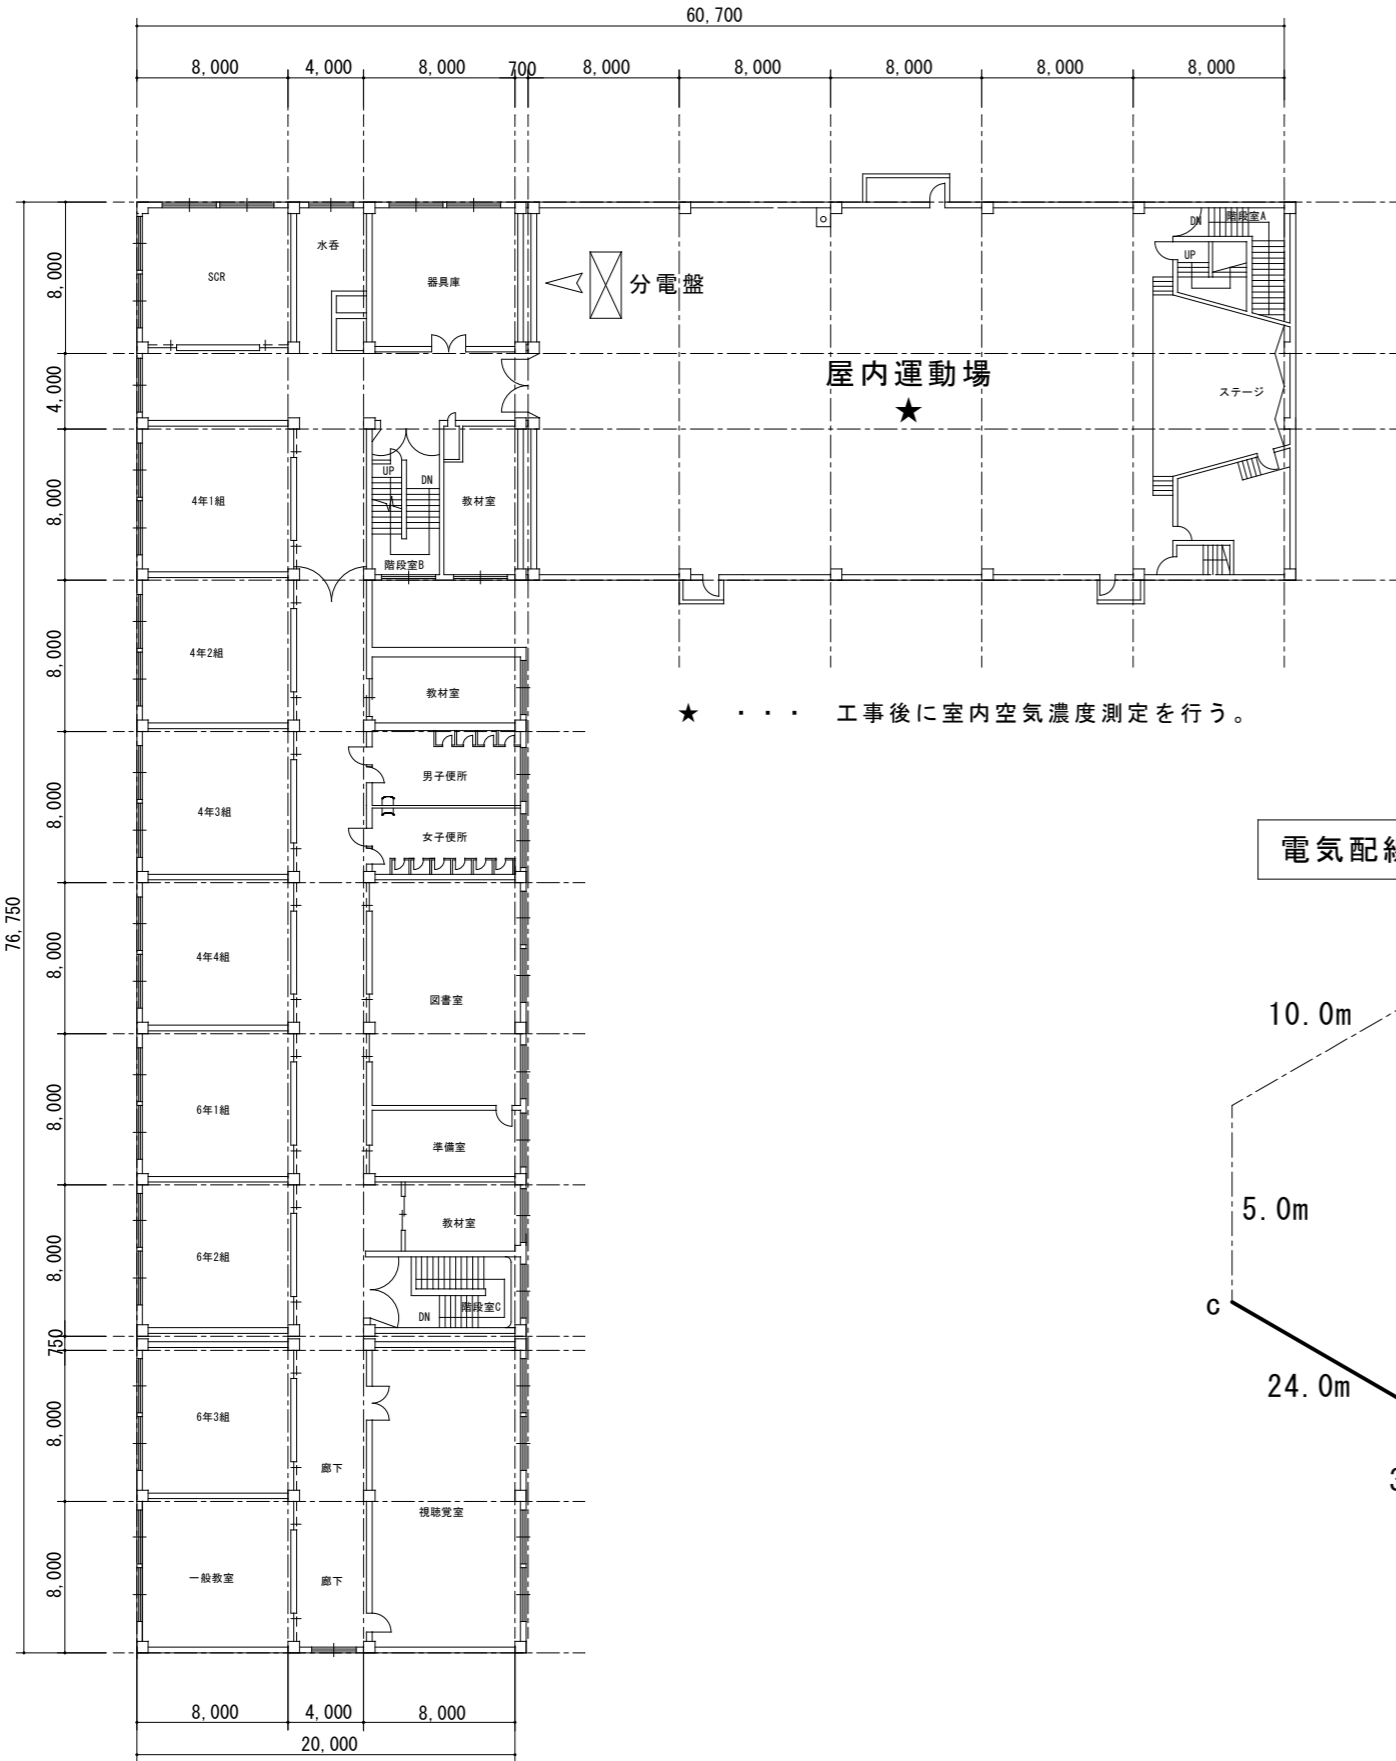 60,700
8,000 4,000 8,000 700 8,000 8,000 8,000 8,000 8,000
8,000
4,000
8,000
8,000
8,000
8,000
8,000
8,000
750
8,000
8,000
76,750
SCR
水呑
器具庫
分電盤
屋内運動場
★
ステージ
DN
階段室A
UP
4年1組
UP
DN
階段室B
教材室
4年2組
教材室
★ ・・・ 工事後に室内空気濃度測定を行う。
4年3組
男子便所
女子便所
4年4組
図書室
6年1組
準備室
6年2組
教材室
DN
階段室C
6年3組
廊下
視聴覚室
一般教室
廊下
8,000 4,000 8,000
20,000
電気配
10.0m
5.0m
C
24.0m